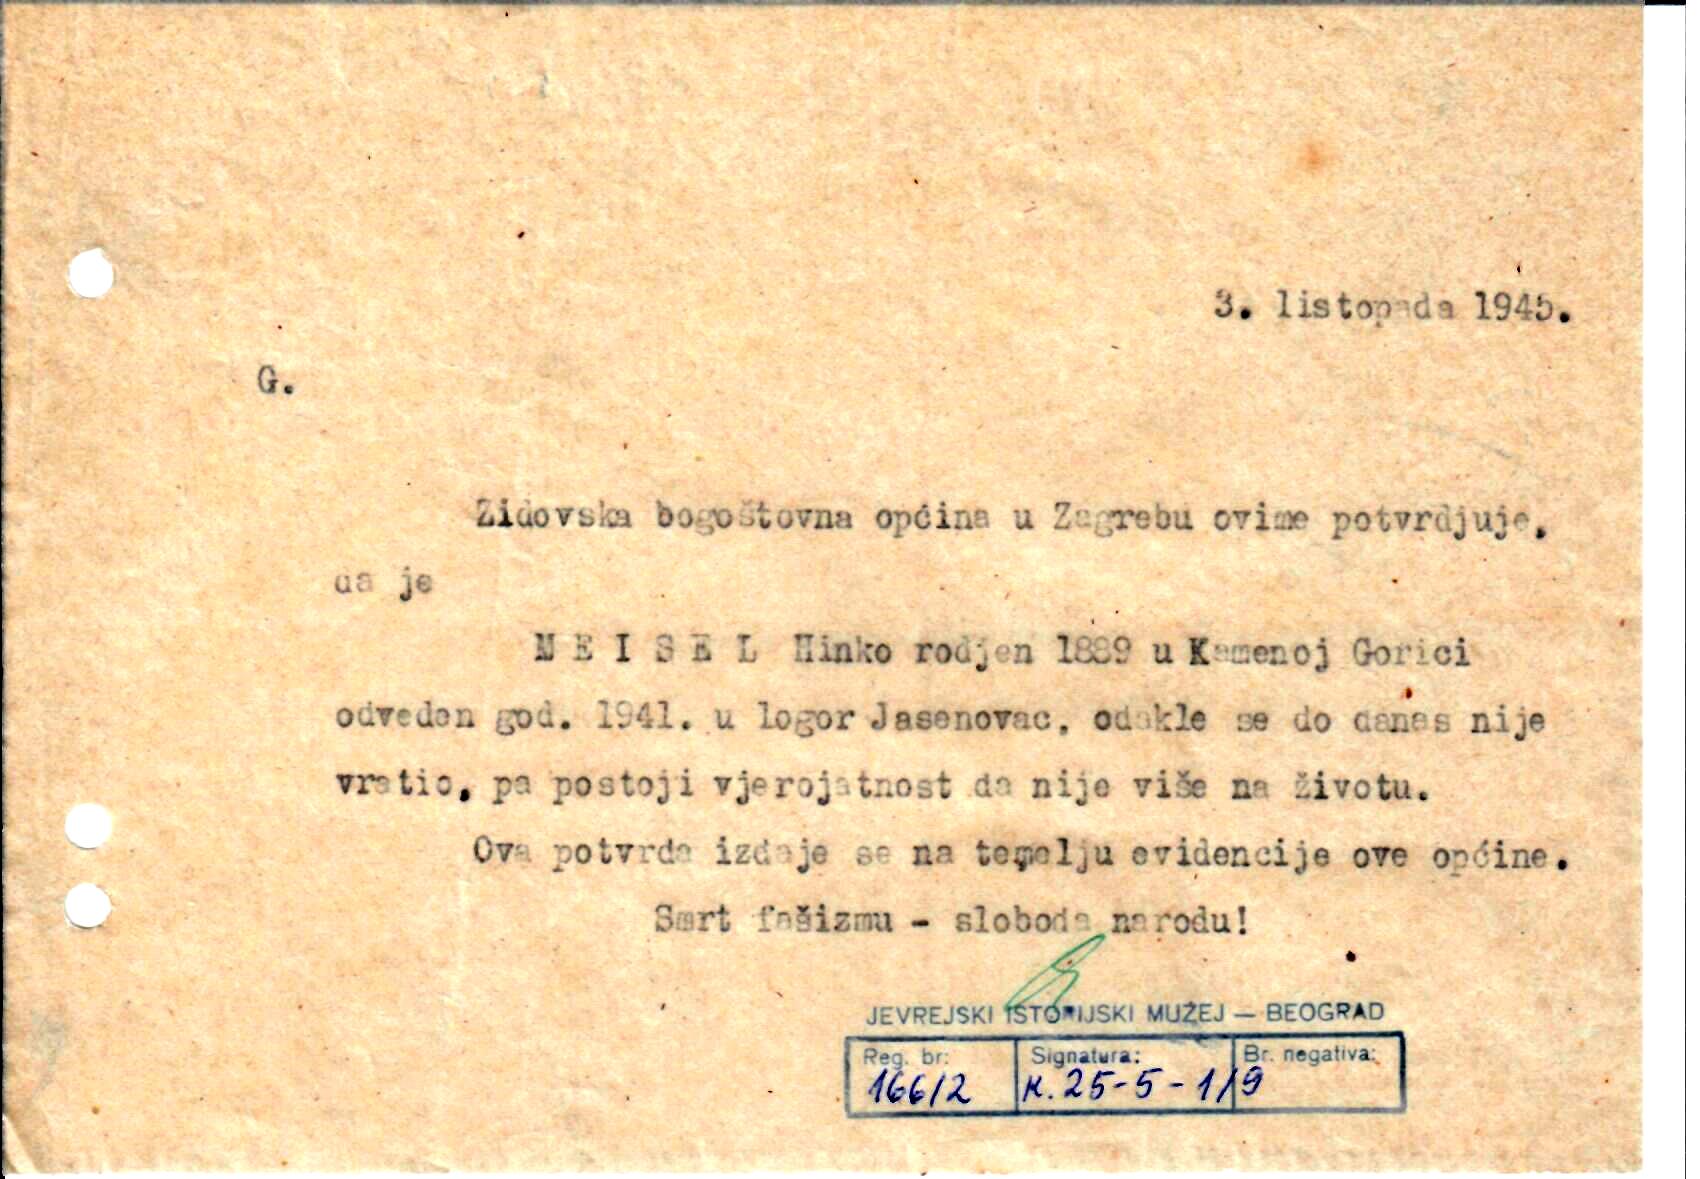 3. listopada 1945.
G.
Židovska bogoštovna općina u Zagrebu ovime potvrdjuje,
da je
M E I S E L Hinko rodjen 1889 u Kamenoj Gorici
odveden god. 1941. u logor Jasenovac, odakle se do danas nije
vratio, pa postoji vjerojatnost da nije više na životu.
Ova potvrda izdaje se na temelju evidencije ove općine.
Smrt fašizmu - sloboda narodu!
JEVREJSKI ISTORIJSKI MUZEJ — BEOGRAD
Reg. br: Signatura: Br. negativa:
166/2 K. 25-5-1/9